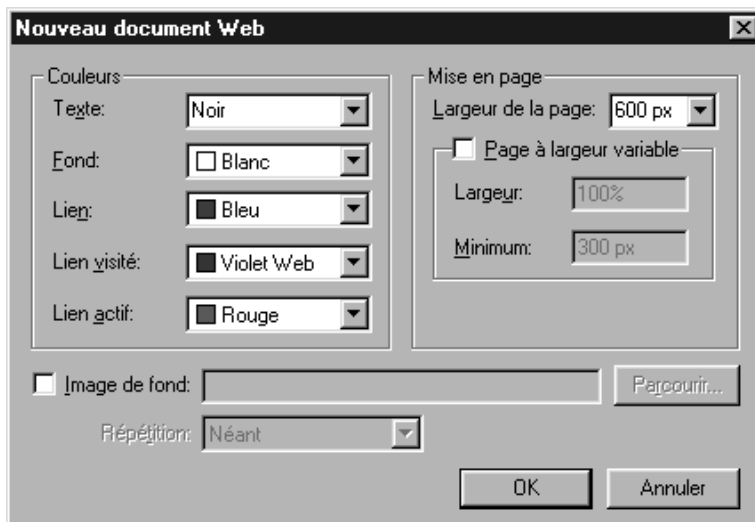 Nouveau document Web
Couleurs
Texte: Noir
Fond: Blanc
Lien: Bleu
Lien visité: Violet Web
Lien actif: Rouge
Mise en page
Largeur de la page: 600 px
Page à largeur variable
Largeur: 100%
Minimum: 300 px
Image de fond: Parcourir...
Répétition: Néant
OK Annuler